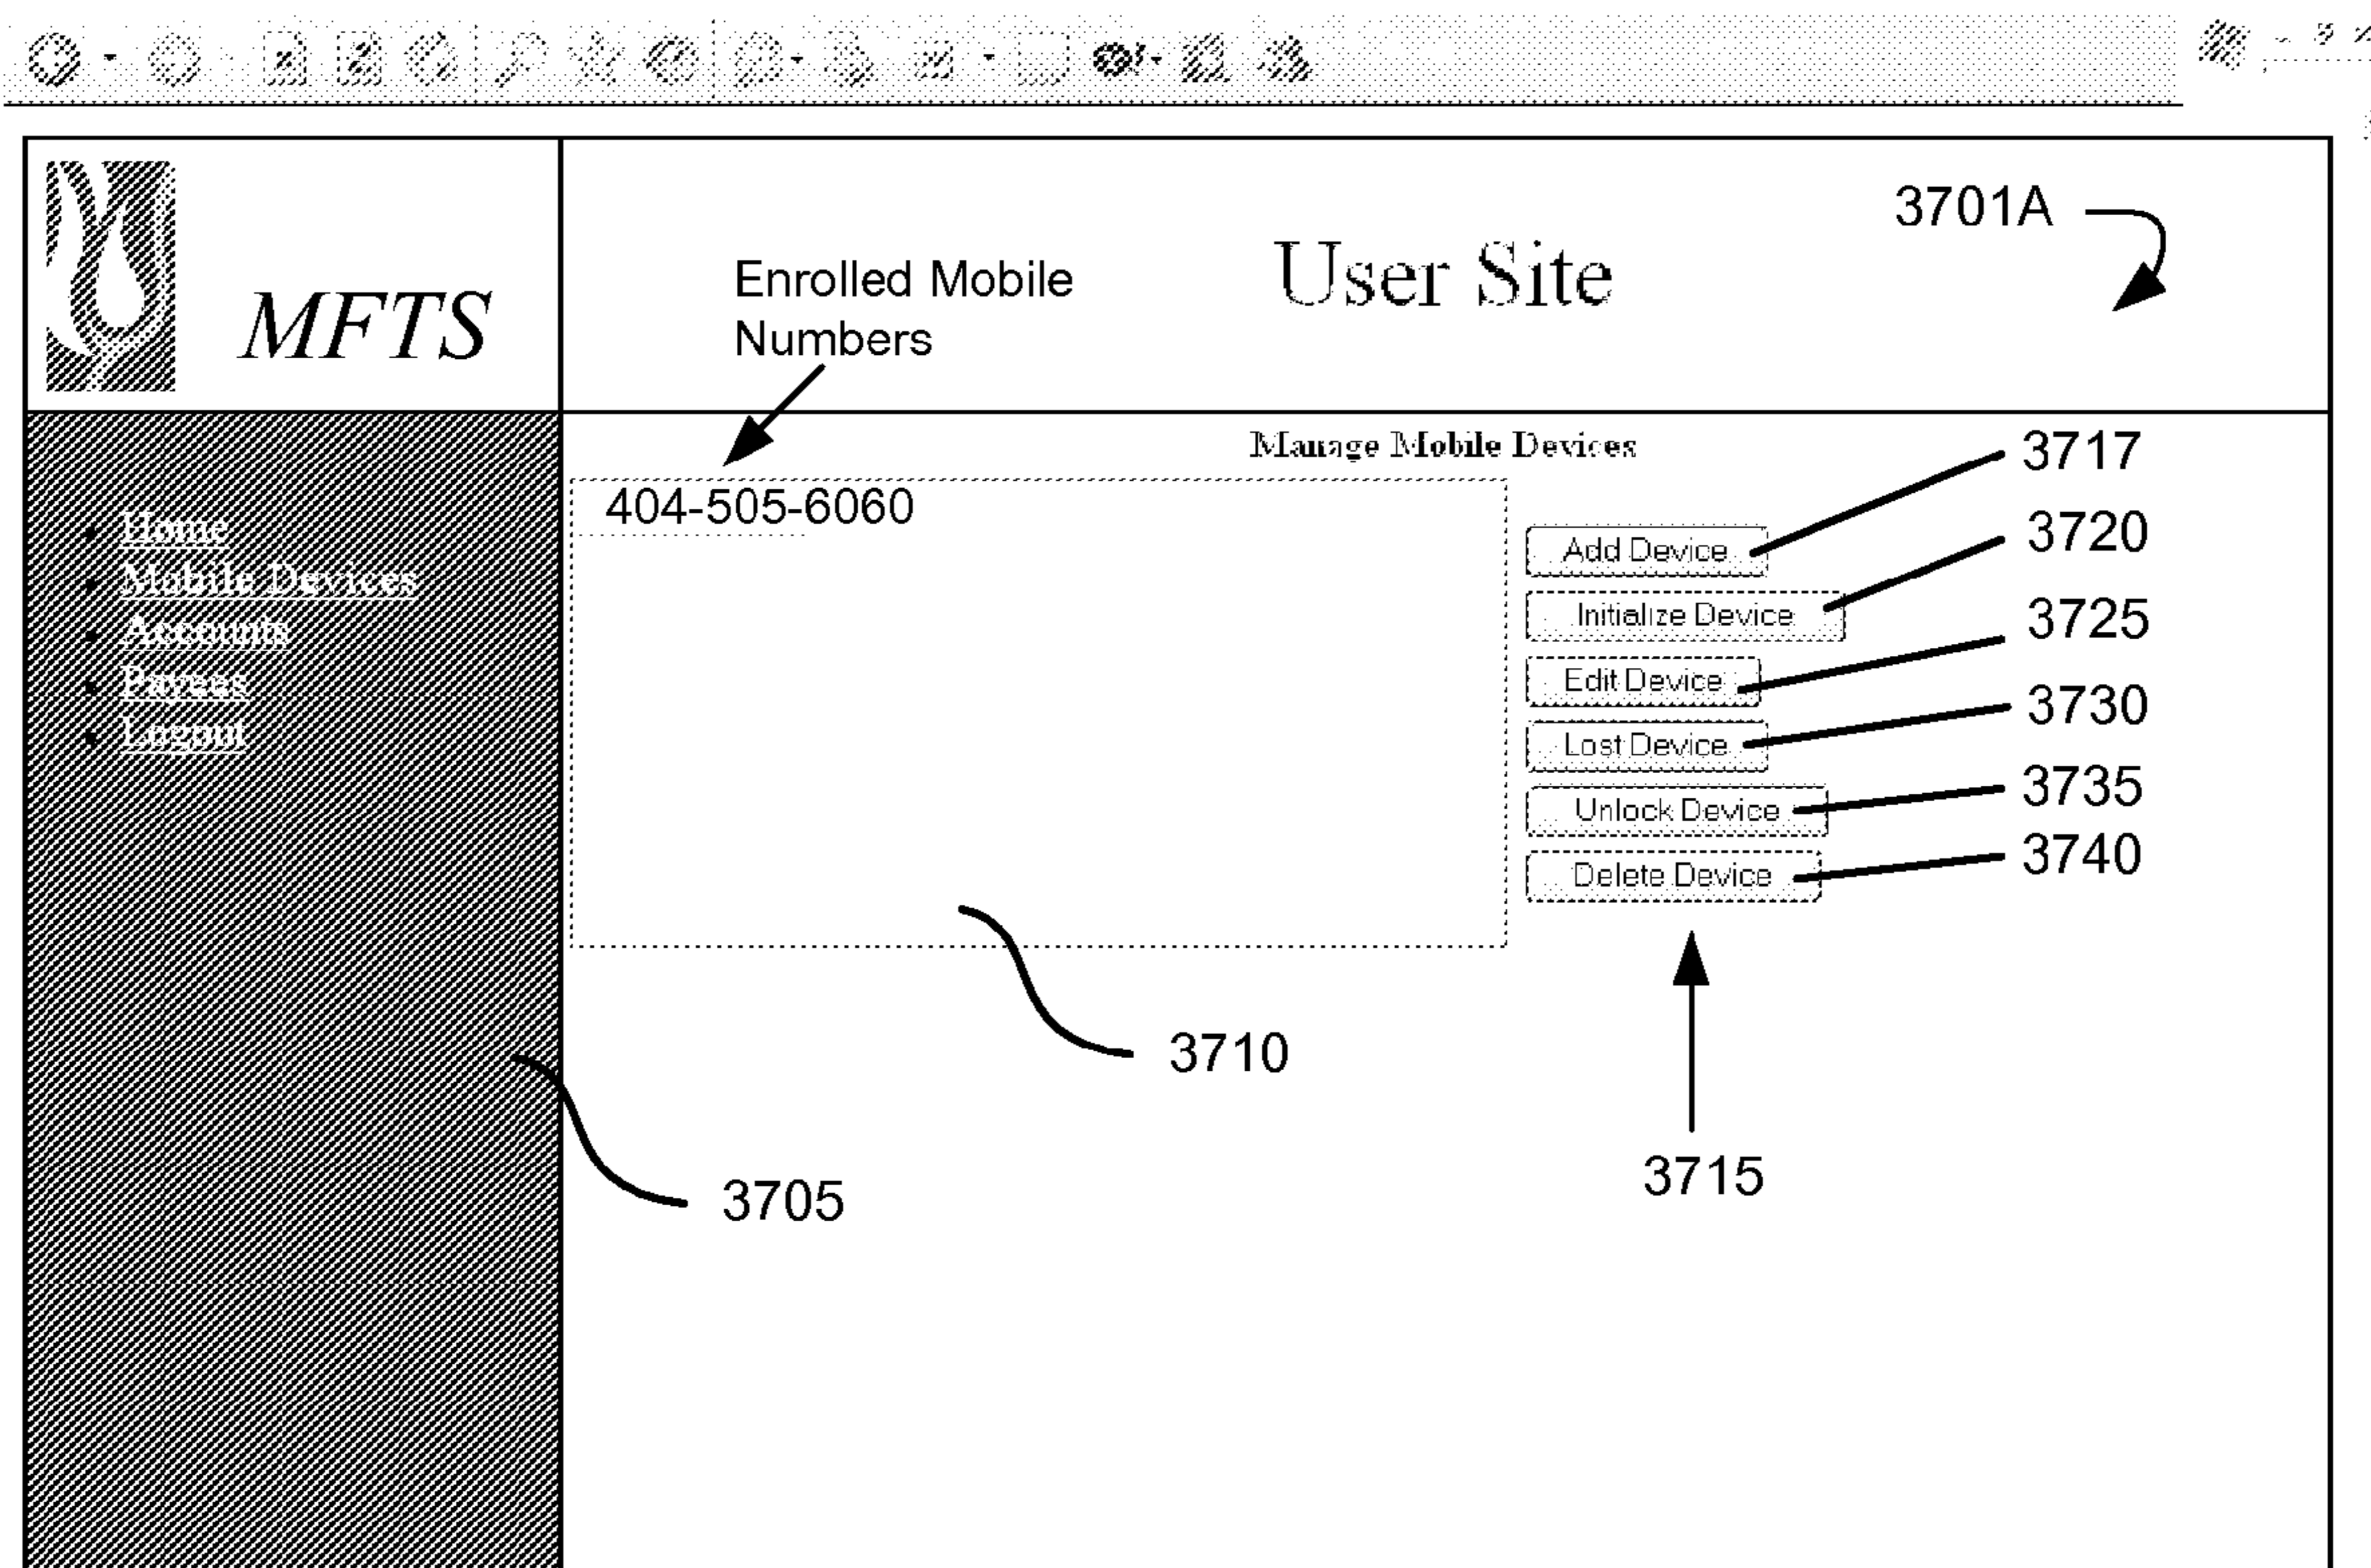 3701A
Enrolled Mobile
Numbers
User Site
MFTS
Manage Mobile Devices
3717
404-505-6060
Home
Mobile Devices
Accounts
Payees
Logout
Add Device
3720
Initialize Device
3725
Edit Device
3730
Lost Device
3735
Unlock Device
3740
Delete Device
3710
3715
3705